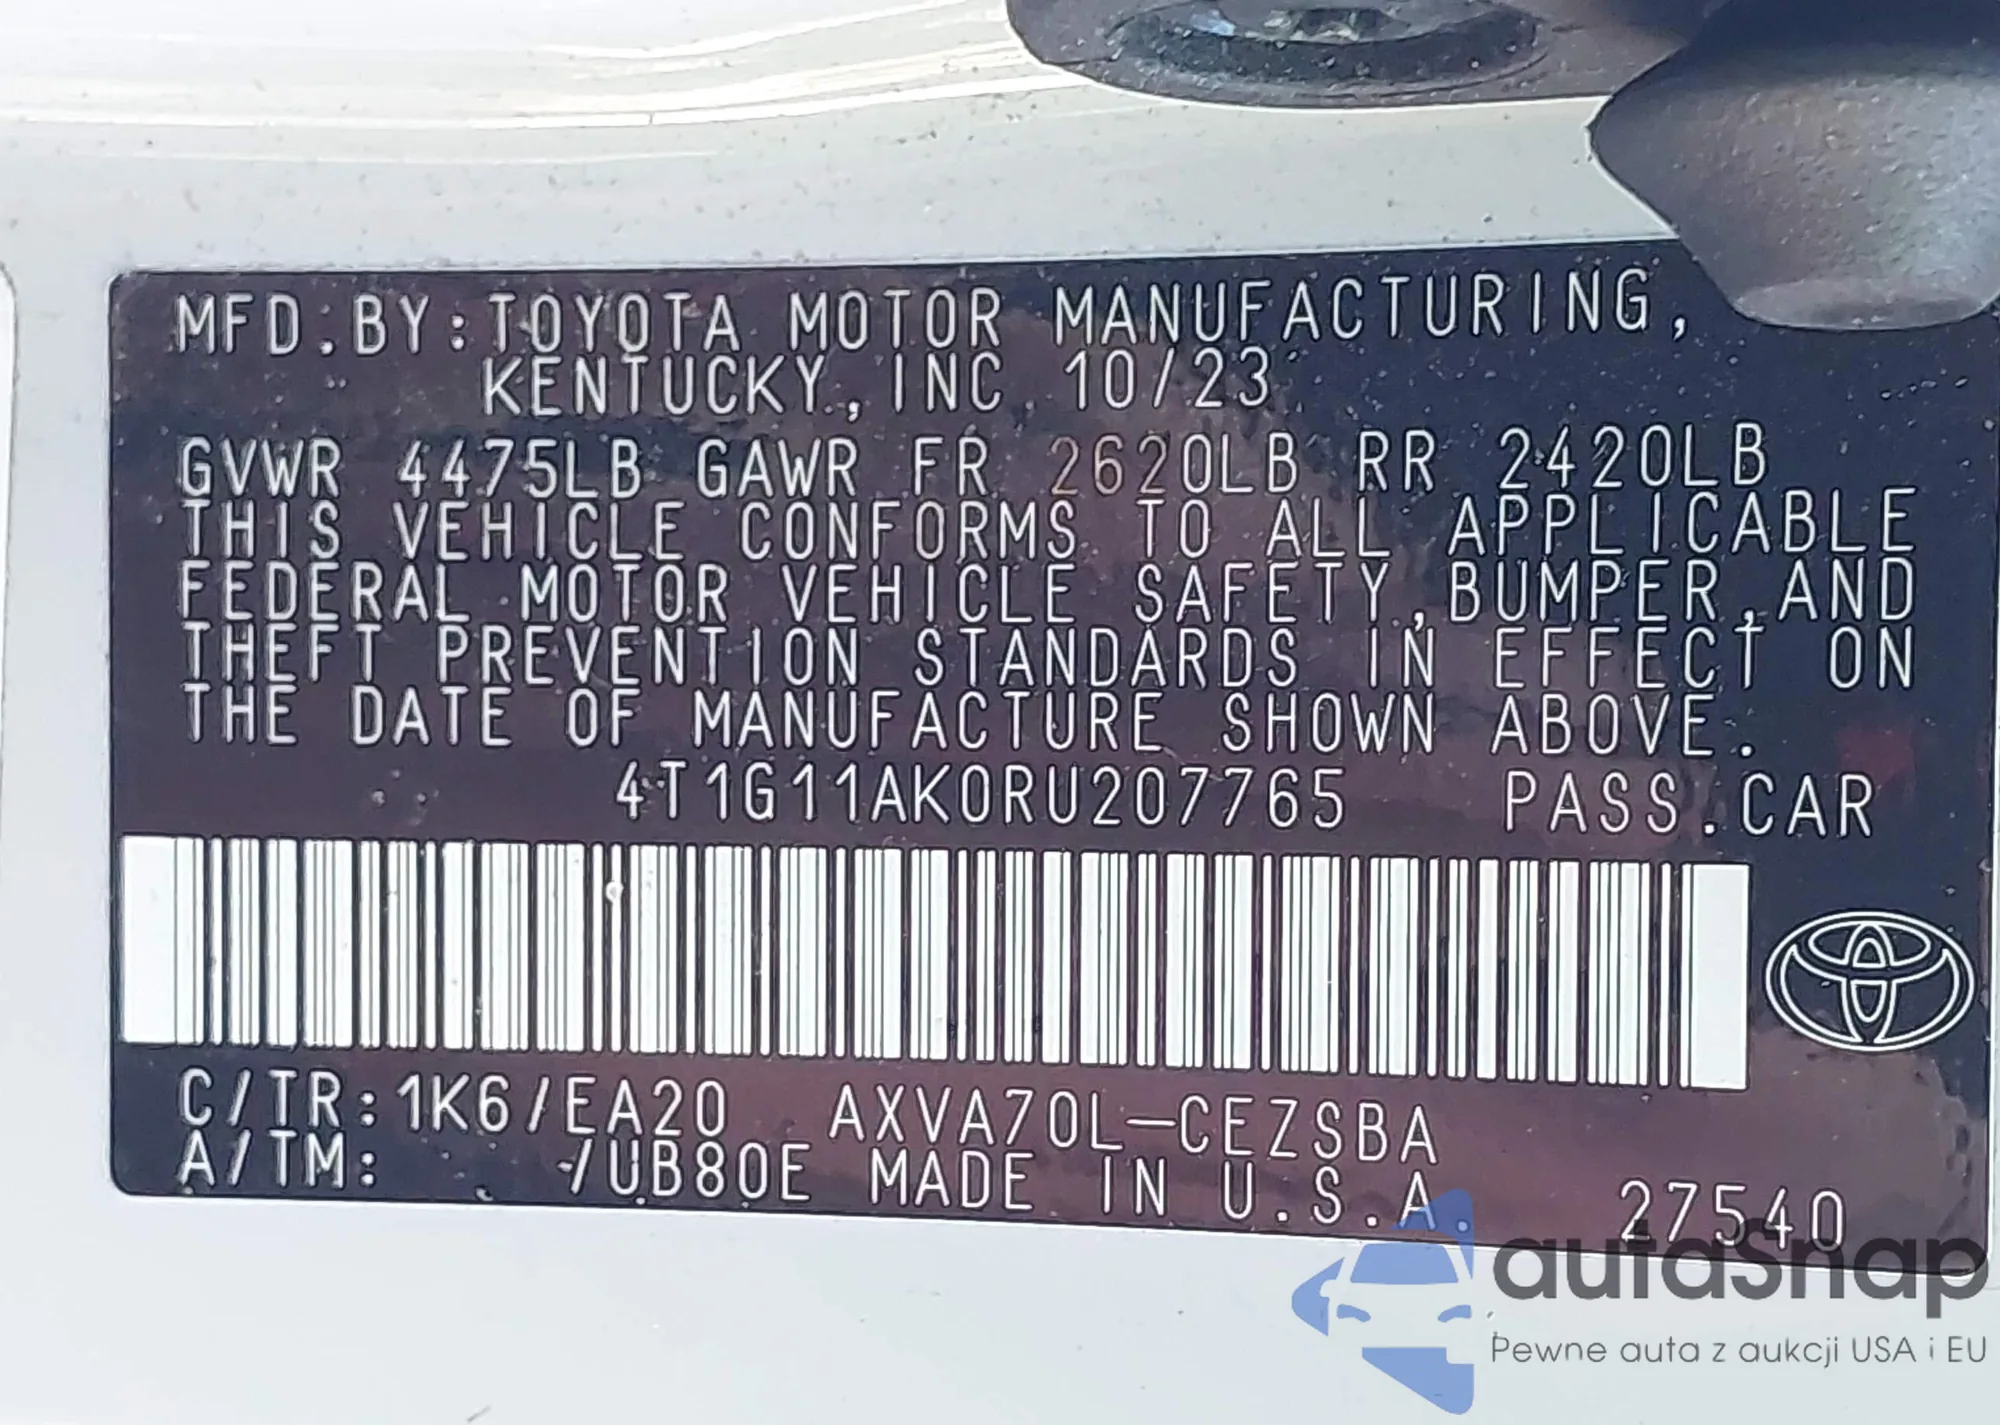 MFD.BY:TOYOTA MOTOR MANUFACTURING,
KENTUCKY,INC 10/23
GVWR 4475LB GAWR FR 2620LB RR 2420LB
THIS VEHICLE CONFORMS TO ALL APPLICABLE
FEDERAL MOTOR VEHICLE SAFETY,BUMPER,AND
THEFT PREVENTION STANDARDS IN EFFECT ON
THE DATE OF MANUFACTURE SHOWN ABOVE.
4T1G11AK0RU207765 PASS.CAR
C/TR:1K6/EA20 AXVA70L-CEZSBA
A/TM: -/UB80E MADE IN U.S.A. 27540
autaSnap
Pewne auta z aukcji USA i EU